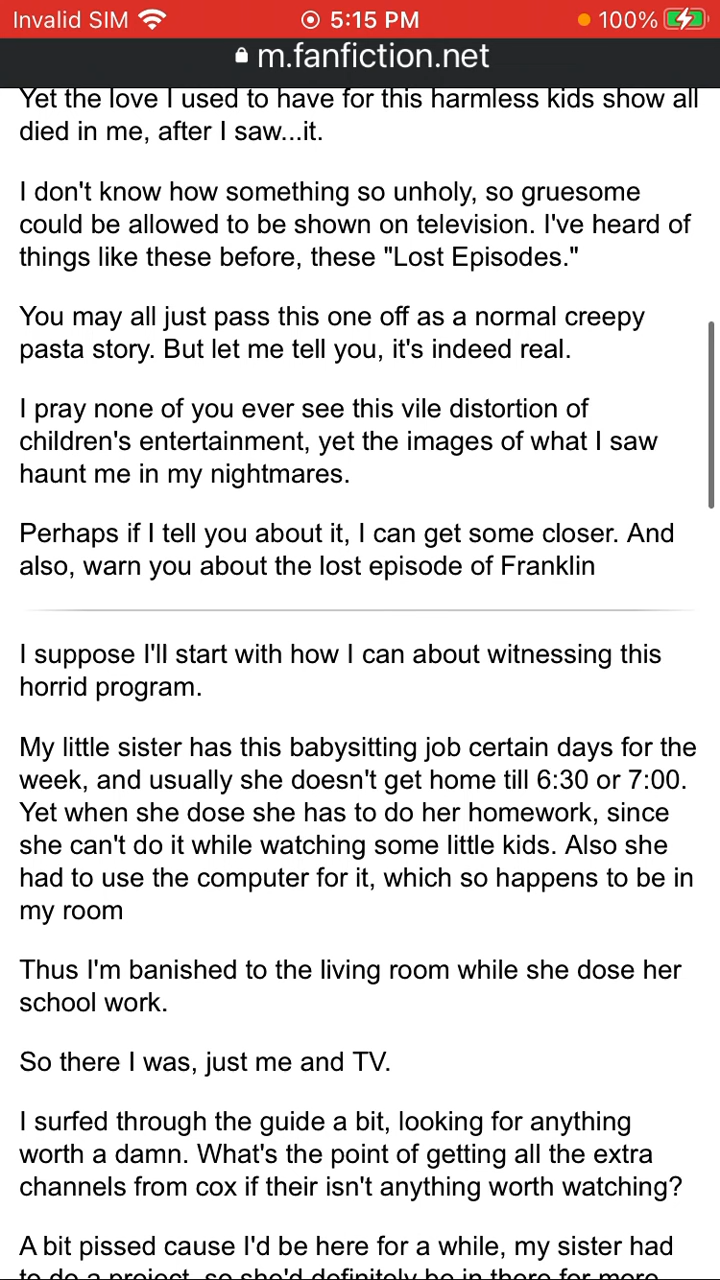 Invalid SIM 5:15 PM 100%
m.fanfiction.net
Yet the love I used to have for this harmless kids show all
died in me, after I saw...it.
I don't know how something so unholy, so gruesome
could be allowed to be shown on television. I've heard of
things like these before, these "Lost Episodes."
You may all just pass this one off as a normal creepy
pasta story. But let me tell you, it's indeed real.
I pray none of you ever see this vile distortion of
children's entertainment, yet the images of what I saw
haunt me in my nightmares.
Perhaps if I tell you about it, I can get some closer. And
also, warn you about the lost episode of Franklin
I suppose I'll start with how I can about witnessing this
horrid program.
My little sister has this babysitting job certain days for the
week, and usually she doesn't get home till 6:30 or 7:00.
Yet when she dose she has to do her homework, since
she can't do it while watching some little kids. Also she
had to use the computer for it, which so happens to be in
my room
Thus I'm banished to the living room while she dose her
school work.
So there I was, just me and TV.
I surfed through the guide a bit, looking for anything
worth a damn. What's the point of getting all the extra
channels from cox if their isn't anything worth watching?
A bit pissed cause I'd be here for a while, my sister had
to do a project, so she'd definitely be in there for more